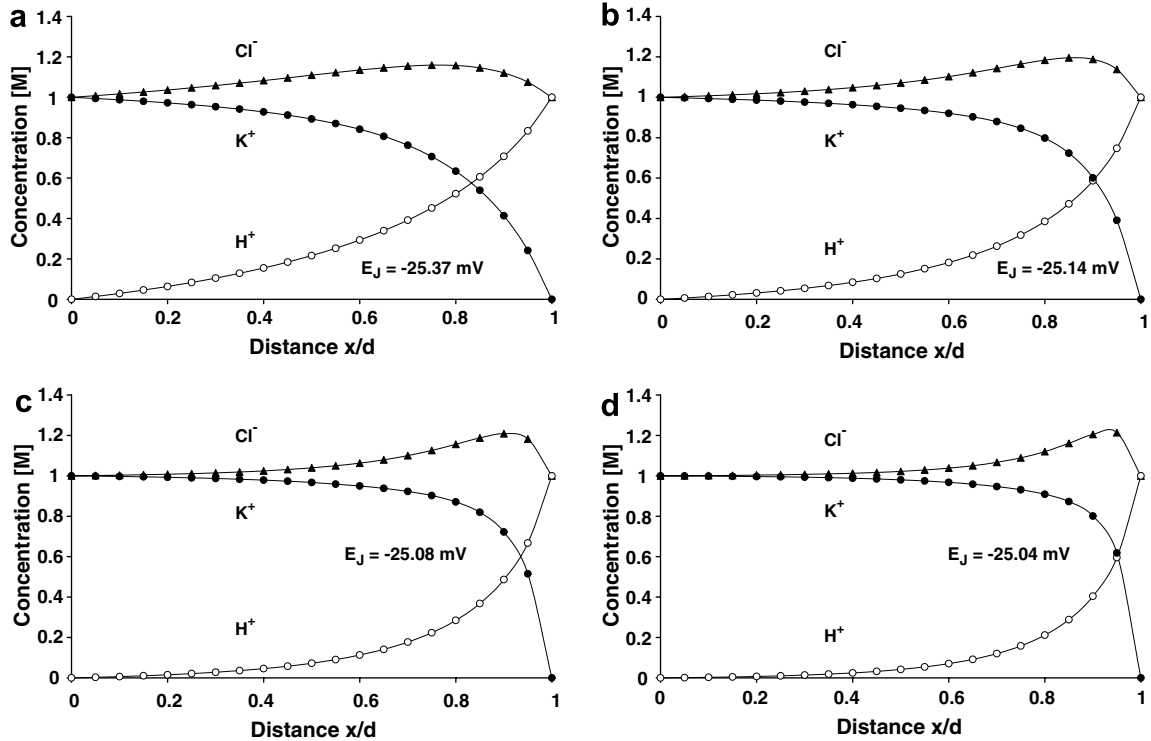 a
Concentration [M]
1.4
1.2
1
0.8
0.6
0.4
0.2
0
Cl⁻
K⁺
H⁺
E_J = -25.37 mV
0 0.2 0.4 0.6 0.8 1
Distance x/d
b
Concentration [M]
1.4
1.2
1
0.8
0.6
0.4
0.2
0
Cl⁻
K⁺
H⁺
E_J = -25.14 mV
0 0.2 0.4 0.6 0.8 1
Distance x/d
c
Concentration [M]
1.4
1.2
1
0.8
0.6
0.4
0.2
0
Cl⁻
K⁺
E_J = -25.08 mV
H⁺
0 0.2 0.4 0.6 0.8 1
Distance x/d
d
Concentration [M]
1.4
1.2
1
0.8
0.6
0.4
0.2
0
Cl⁻
K⁺
E_J = -25.04 mV
H⁺
0 0.2 0.4 0.6 0.8 1
Distance x/d